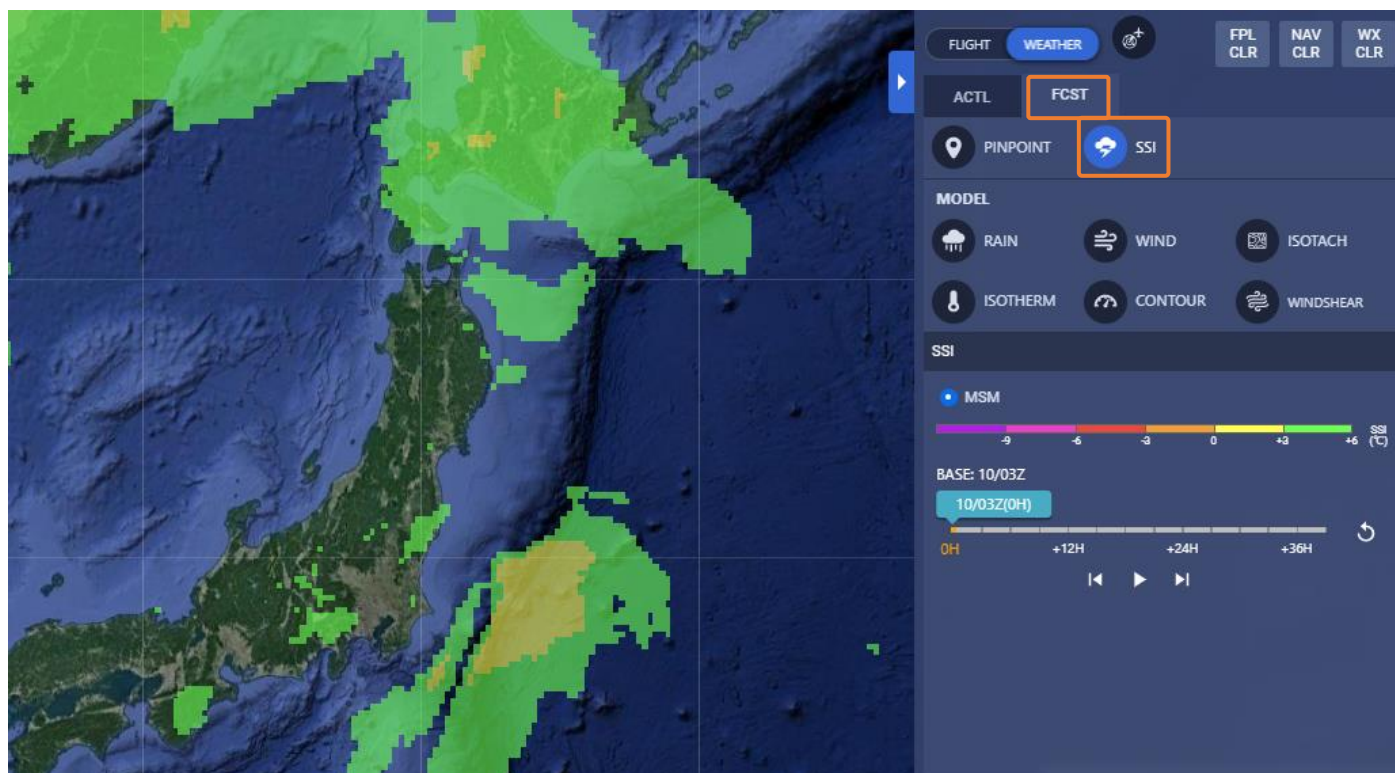 FLIGHT WEATHER FPL CLR NAV CLR WX CLR
ACTL FCST
PINPOINT SSI
MODEL
RAIN WIND ISOTACH
ISOTHERM CONTOUR WINDSHEAR
SSI
MSM
-9 -6 -3 0 +3 +6 SSI (℃)
BASE: 10/03Z
10/03Z(0H)
0H +12H +24H +36H